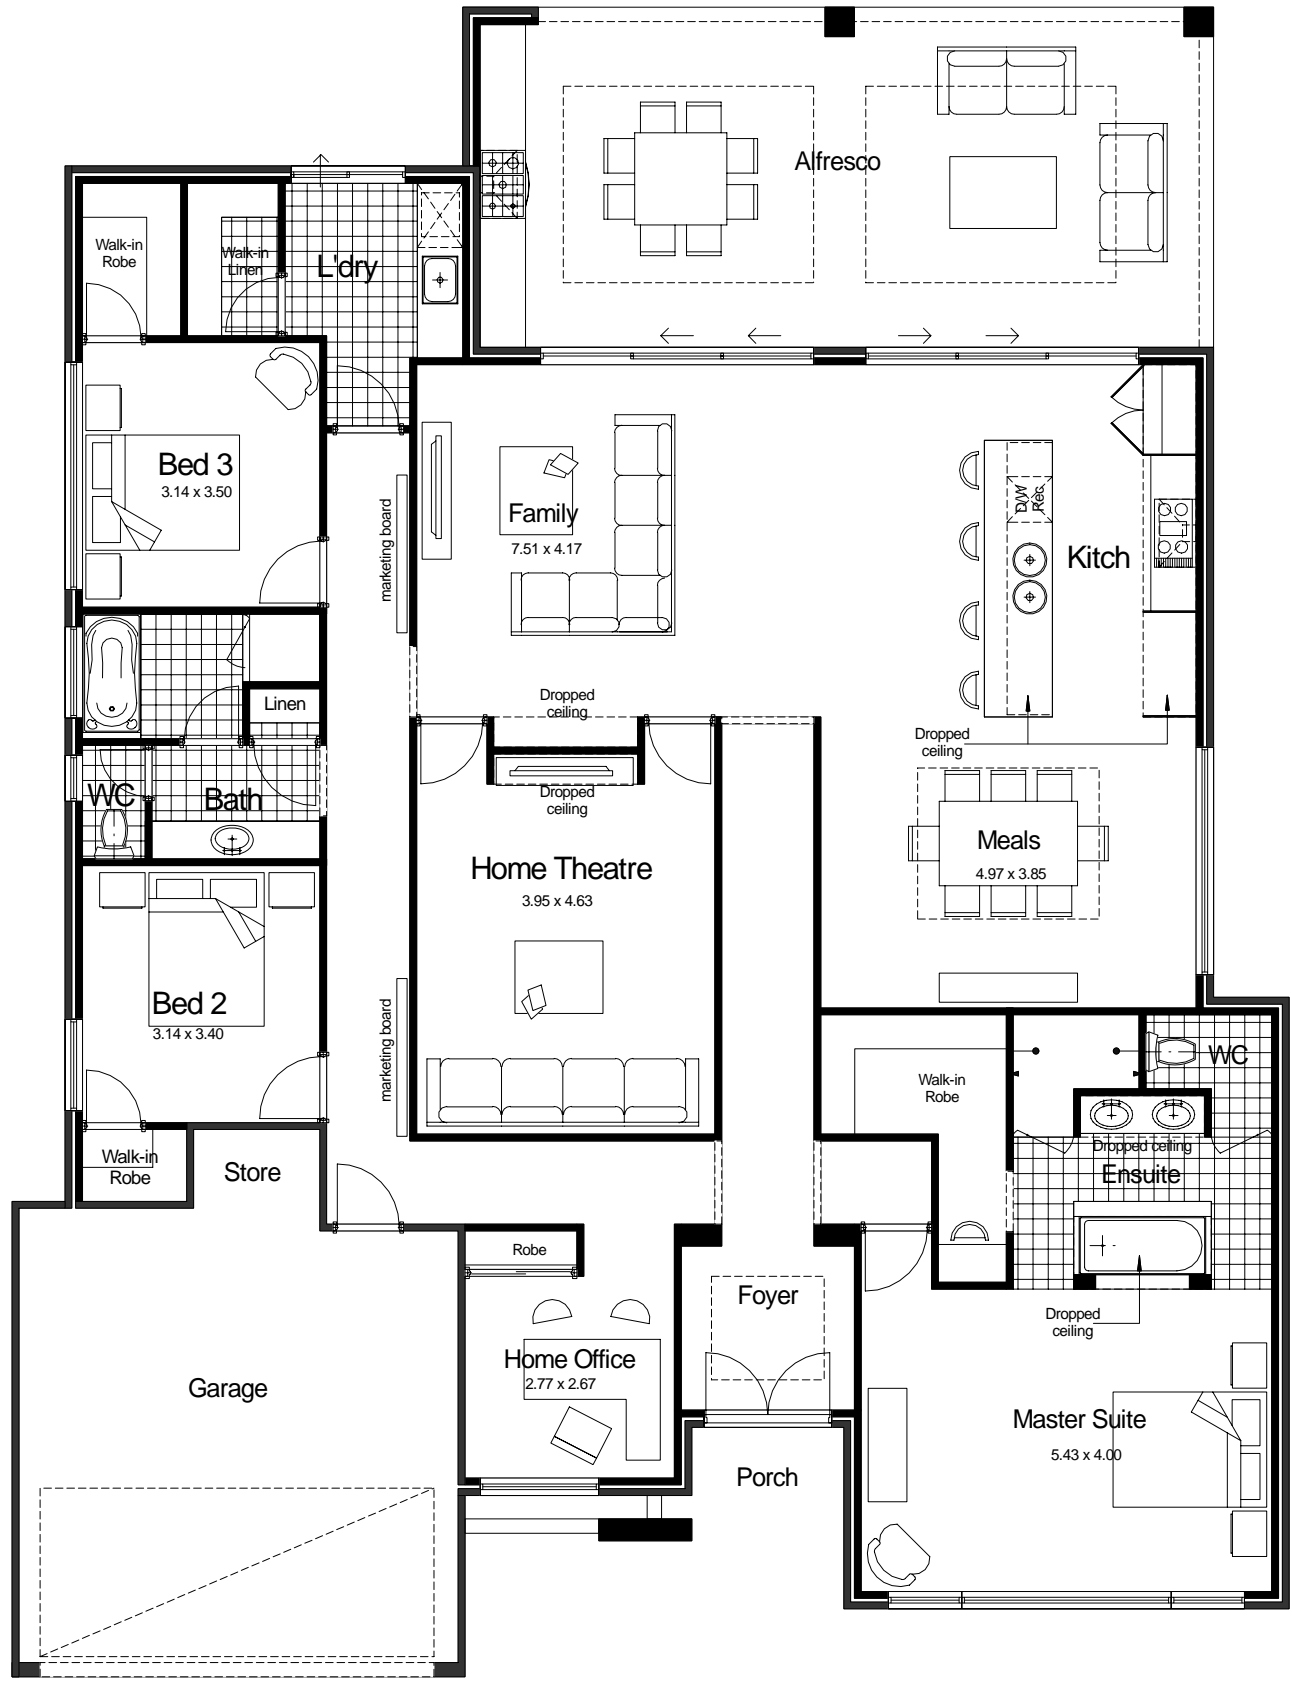 Alfresco
Walk-in
Robe
Walk-in
Linen
L'dry
Bed 3
3.14 x 3.50
marketing board
Family
7.51 x 4.17
D/W
Rec
Kitch
Linen
Dropped
ceiling
Dropped
ceiling
WC
Bath
Dropped
ceiling
Meals
4.97 x 3.85
Home Theatre
3.95 x 4.63
Bed 2
3.14 x 3.40
marketing board
Walk-in
Robe
WC
Dropped ceiling
Ensuite
Walk-in
Robe
Store
Robe
Foyer
Dropped
ceiling
Home Office
2.77 x 2.67
Garage
Master Suite
5.43 x 4.00
Porch